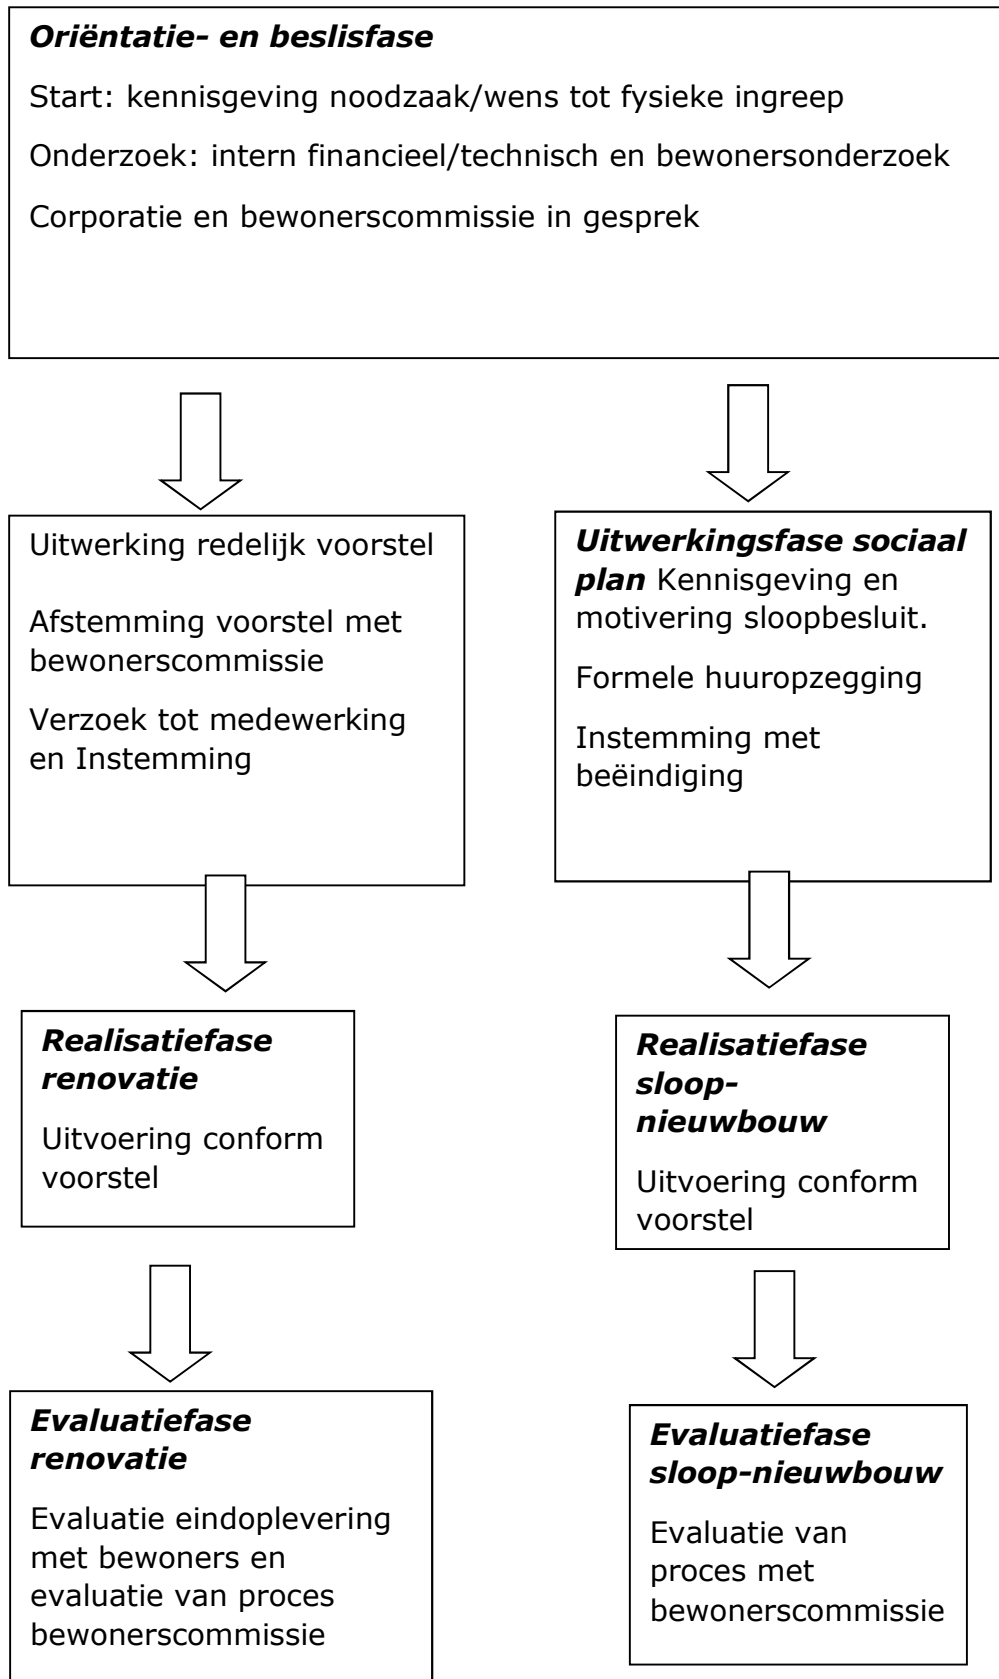 Oriëntatie- en beslisfase
Start: kennisgeving noodzaak/wens tot fysieke ingreep
Onderzoek: intern financieel/technisch en bewonersonderzoek
Corporatie en bewonerscommissie in gesprek
Uitwerking redelijk voorstel
Afstemming voorstel met
bewonerscommissie
Verzoek tot medewerking
en Instemming
Uitwerkingsfase sociaal
plan Kennisgeving en
motivering sloopbesluit.
Formele huuropzegging
Instemming met
beëindiging
Realisatiefase
renovatie
Uitvoering conform
voorstel
Realisatiefase
sloop-
nieuwbouw
Uitvoering conform
voorstel
Evaluatiefase
renovatie
Evaluatie eindoplevering
met bewoners en
evaluatie van proces
bewonerscommissie
Evaluatiefase
sloop-nieuwbouw
Evaluatie van
proces met
bewonerscommissie